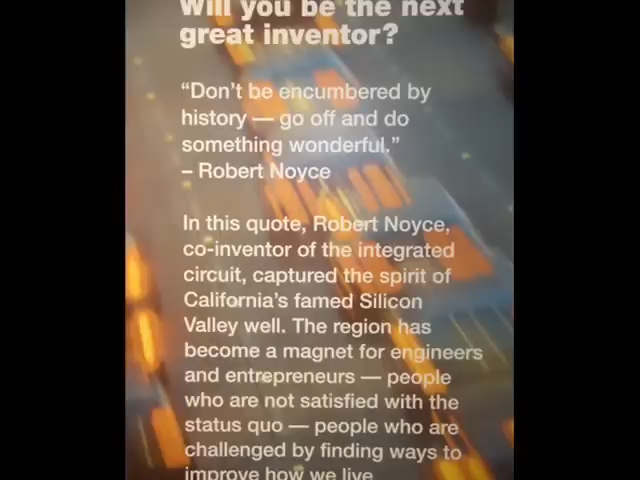 Will you be the next
great inventor?
“Don’t be encumbered by
history — go off and do
something wonderful.”
– Robert Noyce
In this quote, Robert Noyce,
co-inventor of the integrated
circuit, captured the spirit of
California’s famed Silicon
Valley well. The region has
become a magnet for engineers
and entrepreneurs — people
who are not satisfied with the
status quo — people who are
challenged by finding ways to
improve how we live